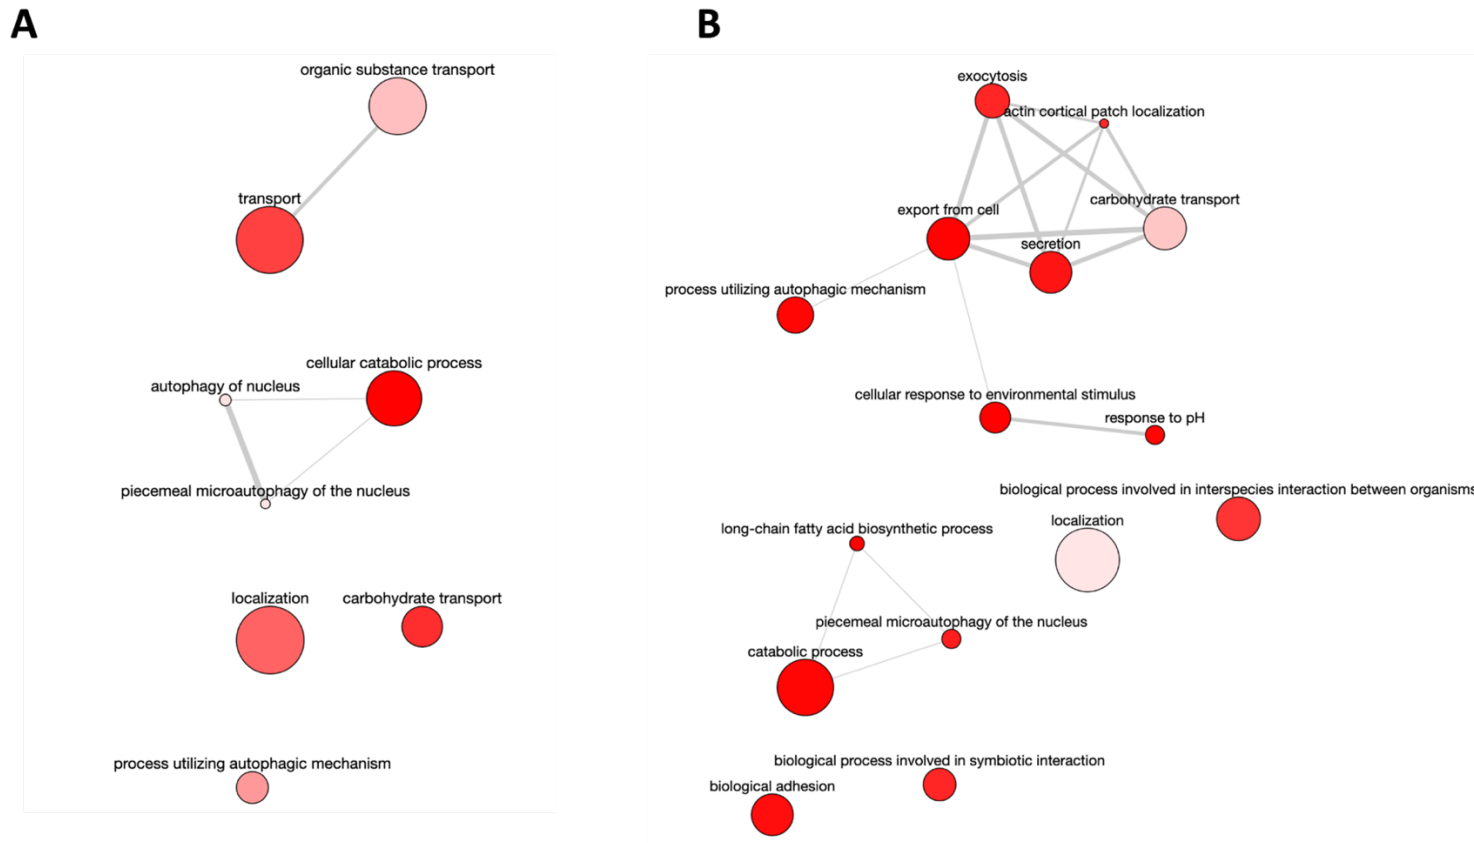 A
organic substance transport
transport
cellular catabolic process
autophagy of nucleus
piecemeal microautophagy of the nucleus
localization
carbohydrate transport
process utilizing autophagic mechanism
B
exocytosis
actin cortical patch localization
carbohydrate transport
export from cell
secretion
process utilizing autophagic mechanism
cellular response to environmental stimulus
response to pH
biological process involved in interspecies interaction between organisms
localization
long-chain fatty acid biosynthetic process
piecemeal microautophagy of the nucleus
catabolic process
biological process involved in symbiotic interaction
biological adhesion